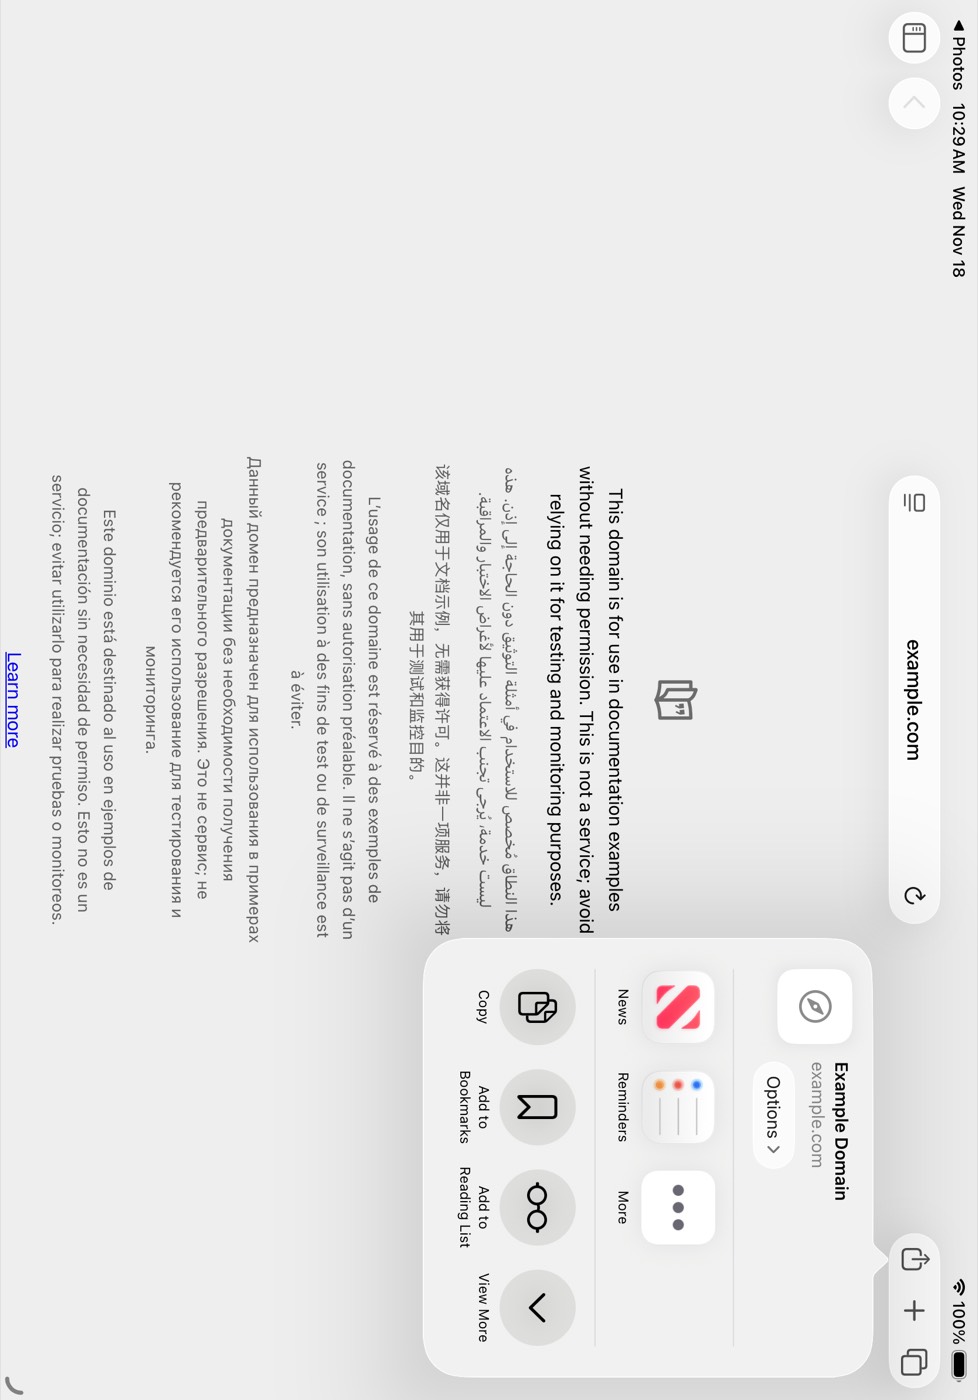 Photos 10:29 AM Wed Nov 18
100%
example.com
Example Domain
example.com
Options
News
Reminders
More
Copy
Add to
Bookmarks
Add to
Reading List
View More
This domain is for use in documentation examples
without needing permission. This is not a service; avoid
relying on it for testing and monitoring purposes.
هذا النطاق مُخصص للاستخدام في أمثلة التوثيق دون الحاجة إلى إذن. هذه
ليست خدمة، يُرجى تجنب الاعتماد عليها لأغراض الاختبار والمراقبة.
该域名仅用于文档示例，无需获得许可。这并非一项服务，请勿将
其用于测试和监控目的。
L’usage de ce domaine est réservé à des exemples de
documentation, sans autorisation préalable. Il ne s’agit pas d’un
service ; son utilisation à des fins de test ou de surveillance est
à éviter.
Данный домен предназначен для использования в примерах
документации без необходимости получения
предварительного разрешения. Это не сервис; не
рекомендуется его использование для тестирования и
мониторинга.
Este dominio está destinado al uso en ejemplos de
documentación sin necesidad de permiso. Esto no es un
servicio; evitar utilizarlo para realizar pruebas o monitoreos.
Learn more